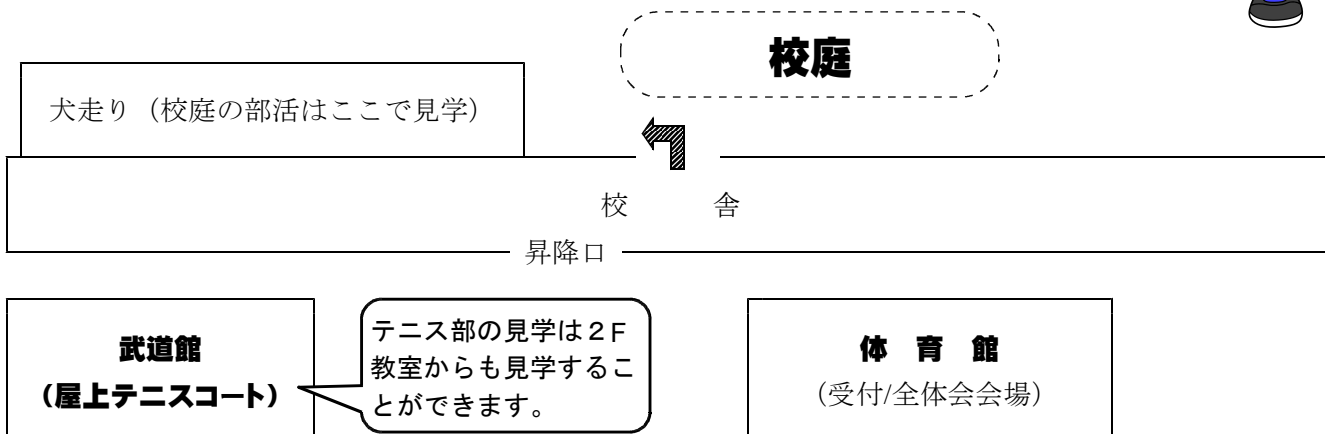 校庭
犬走り（校庭の部活はここで見学）
校　　舎
昇降口
武道館
（屋上テニスコート）
テニス部の見学は２F
教室からも見学するこ
とができます。
体　育　館
（受付/全体会会場）